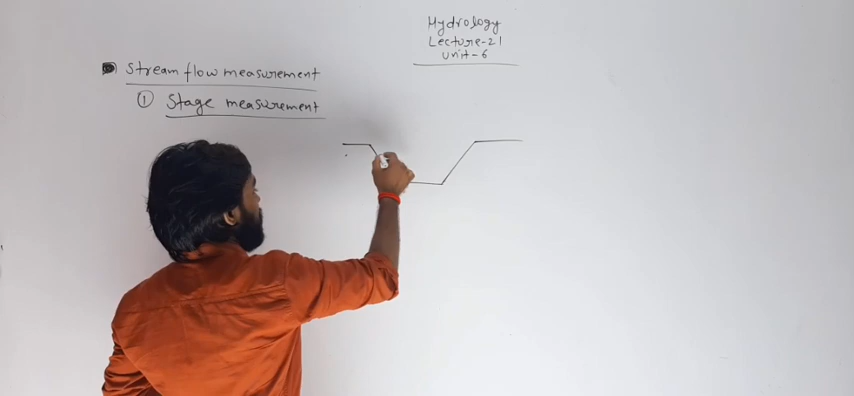 Hydrology
Lecture-21
Unit-6
Stream flow measurement
① Stage measurement